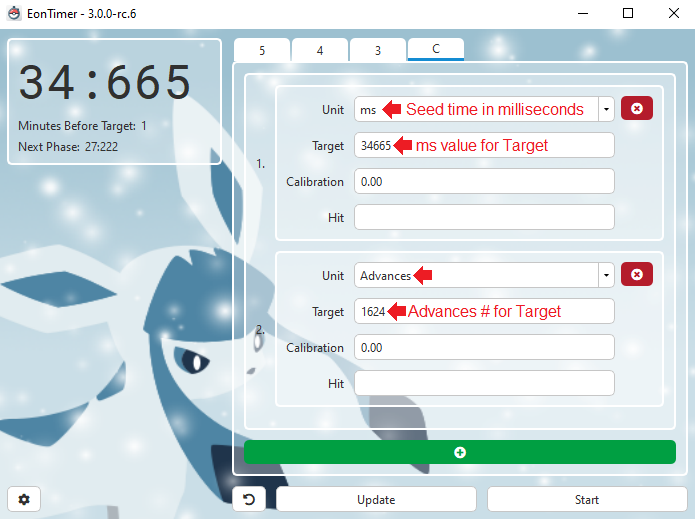 EonTimer - 3.0.0-rc.6
5 4 3 C
34:665
Minutes Before Target: 1
Next Phase: 27:222
1.
Unit ms Seed time in milliseconds
Target 34665 ms value for Target
Calibration 0.00
Hit
2.
Unit Advances
Target 1624 Advances # for Target
Calibration 0.00
Hit
Update Start